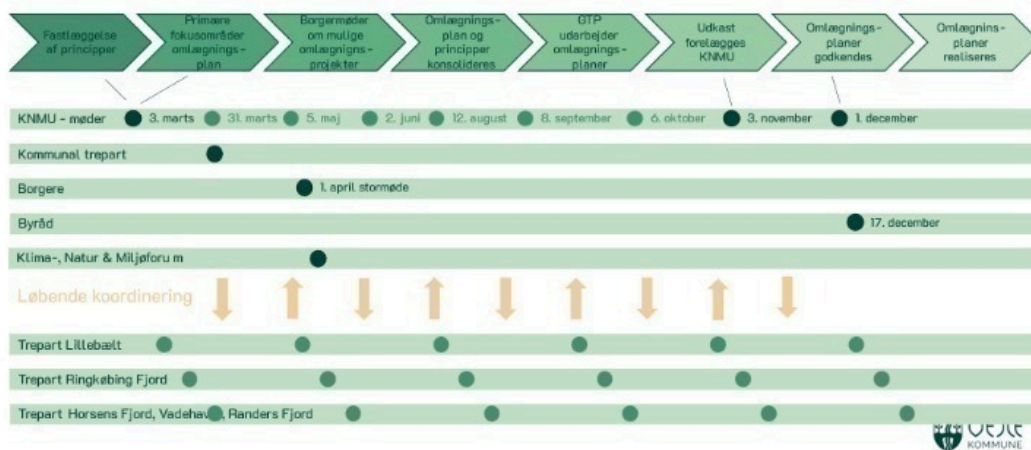 Fastlæggelse
af principper
Primære
fokusområder
omlægnings-
plan
Borgermøder
om mulige
omlægnigns-
projekter
Omlægnings-
plan og
principper
konsolideres
GTP
udarbejder
omlægnings-
planer
Udkast
forelægges
KNMU
Omlægnings-
planer
godkendes
Omlægnins-
planer
realiseres
KNMU - møder
3. marts
31. marts
5. maj
2. juni
12. august
8. september
6. oktober
3. november
1. december
Kommunal trepart
Borgere
1. april stormøde
Byråd
17. december
Klima-, Natur & Miljøforum
Løbende koordinering
Trepart Lillebælt
Trepart Ringkøbing Fjord
Trepart Horsens Fjord, Vadehav, Randers Fjord
KOMMUNE